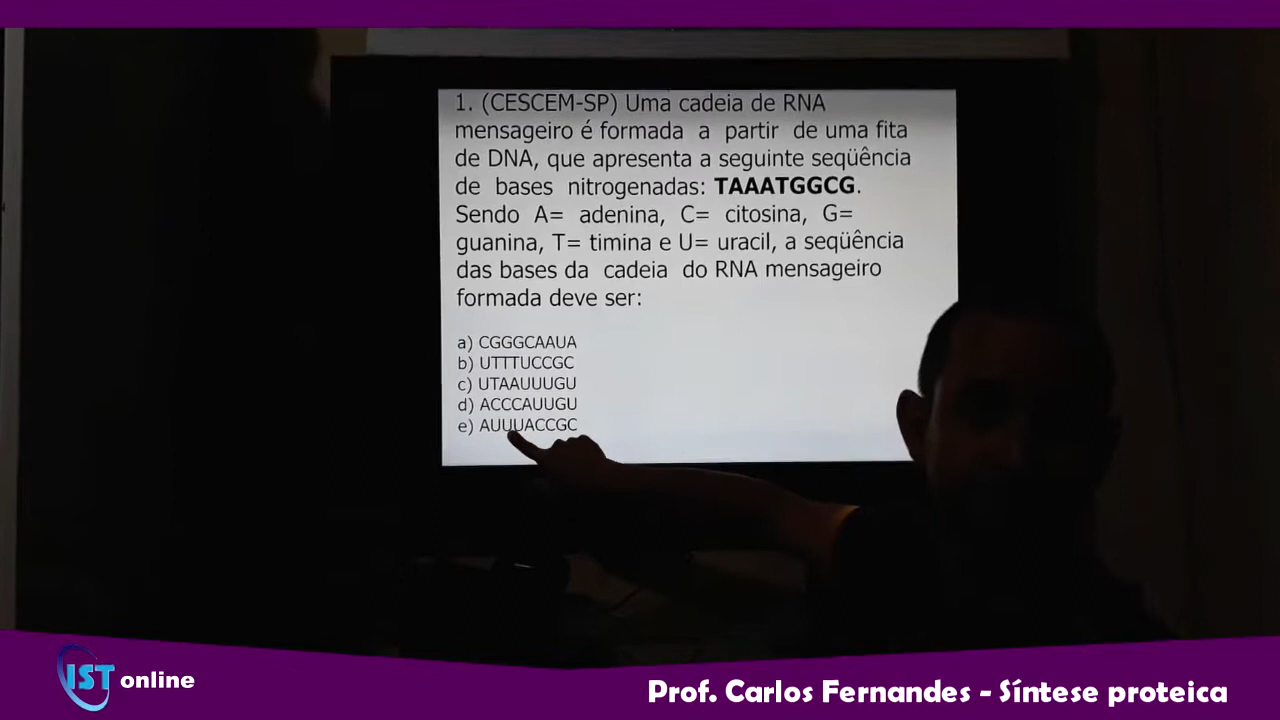 1. (CESCEM-SP) Uma cadeia de RNA
mensageiro é formada a partir de uma fita
de DNA, que apresenta a seguinte seqüência
de bases nitrogenadas: TAAATGGCG.
Sendo A= adenina, C= citosina, G=
guanina, T= timina e U= uracil, a seqüência
das bases da cadeia do RNA mensageiro
formada deve ser:
a) CGGGCAAUA
b) UTTTUCCGC
c) UTAAUUUGU
d) ACCCAUUGU
e) AUUUACCGC
IST online
Prof. Carlos Fernandes - Síntese proteica